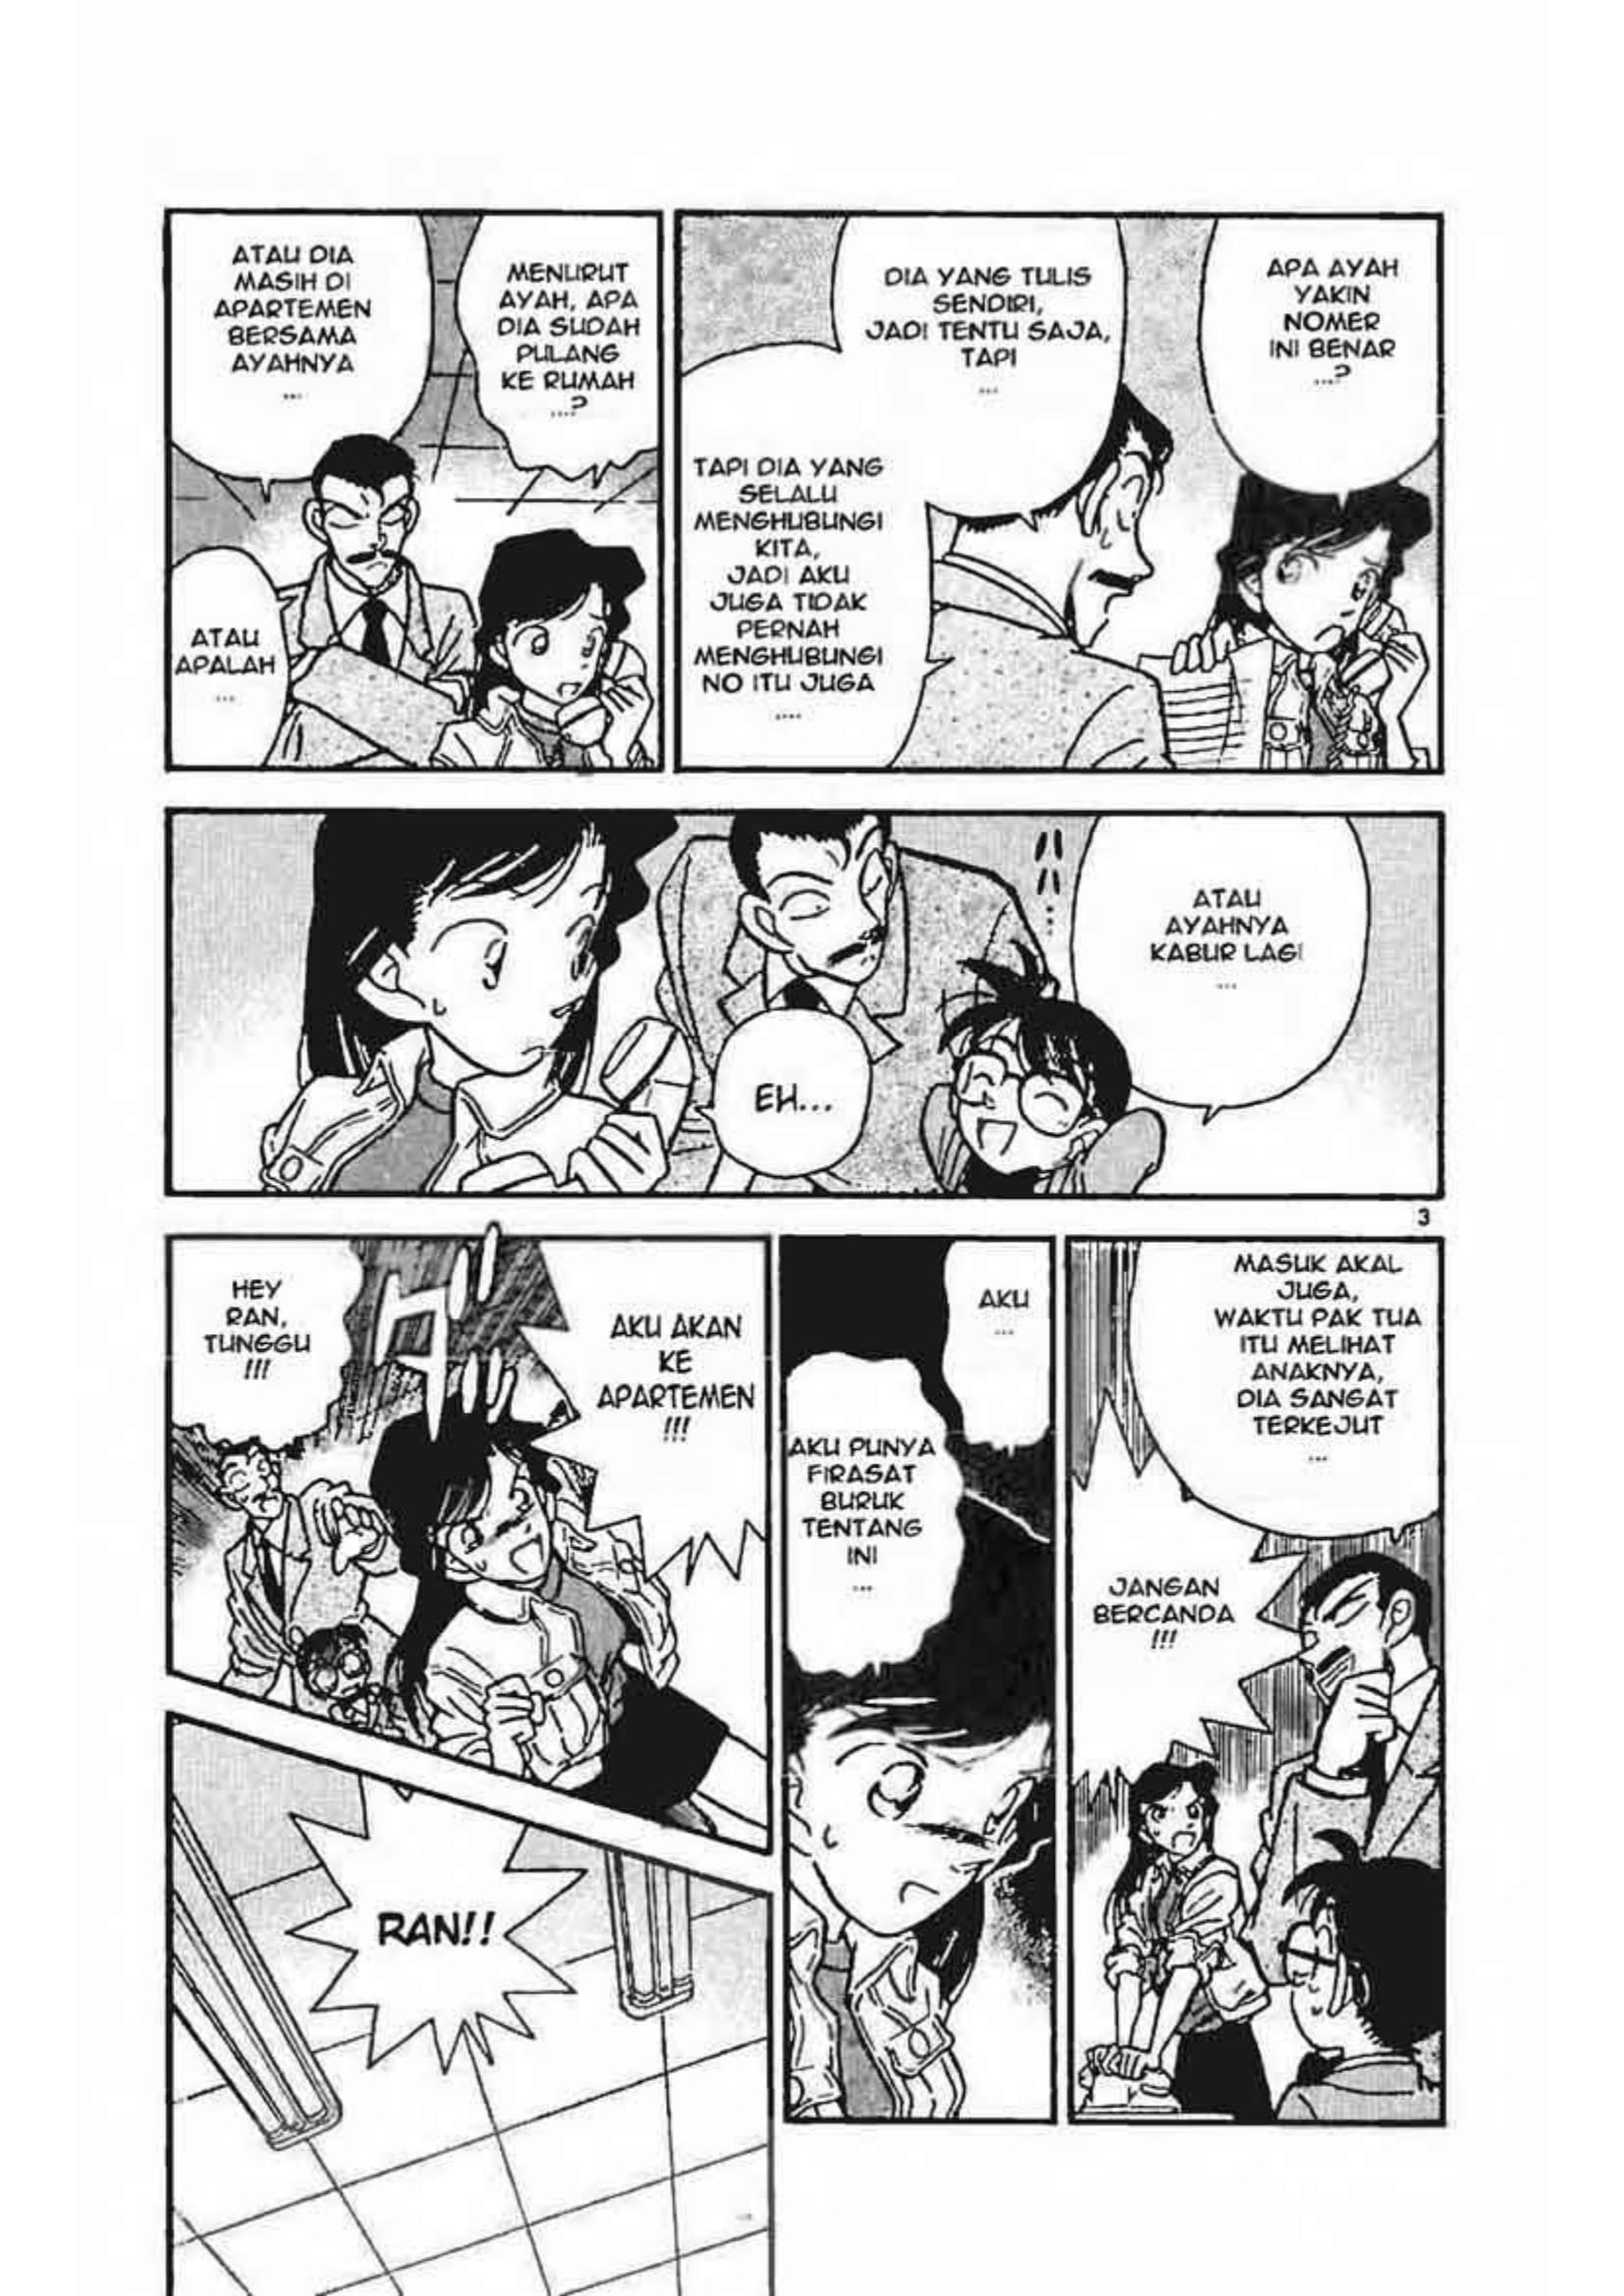 APA AYAH
YAKIN
NOMER
INI BENAR
....?
DIA YANG TULIS
SENDIRI,
JADI TENTU SAJA,
TAPI
...
TAPI DIA YANG
SELALU
MENGHUBUNGI
KITA,
JADI AKU
JUGA TIDAK
PERNAH
MENGHUBUNGI
NO ITU JUGA
....
MENURUT
AYAH, APA
DIA SUDAH
PULANG
KE RUMAH
....?
ATAU DIA
MASIH DI
APARTEMEN
BERSAMA
AYAHNYA
...
ATAU
APALAH
...
ATAU
AYAHNYA
KABUR LAGI
...
ハハ…
EH...
3
MASUK AKAL
JUGA,
WAKTU PAK TUA
ITU MELIHAT
ANAKNYA,
DIA SANGAT
TERKEJUT
...
JANGAN
BERCANDA
!!!
AKU
...
AKU PUNYA
FIRASAT
BURUK
TENTANG
INI
...
AKU AKAN
KE
APARTEMEN
!!!
ダッ
HEY
RAN,
TUNGGU
!!!
RAN!!